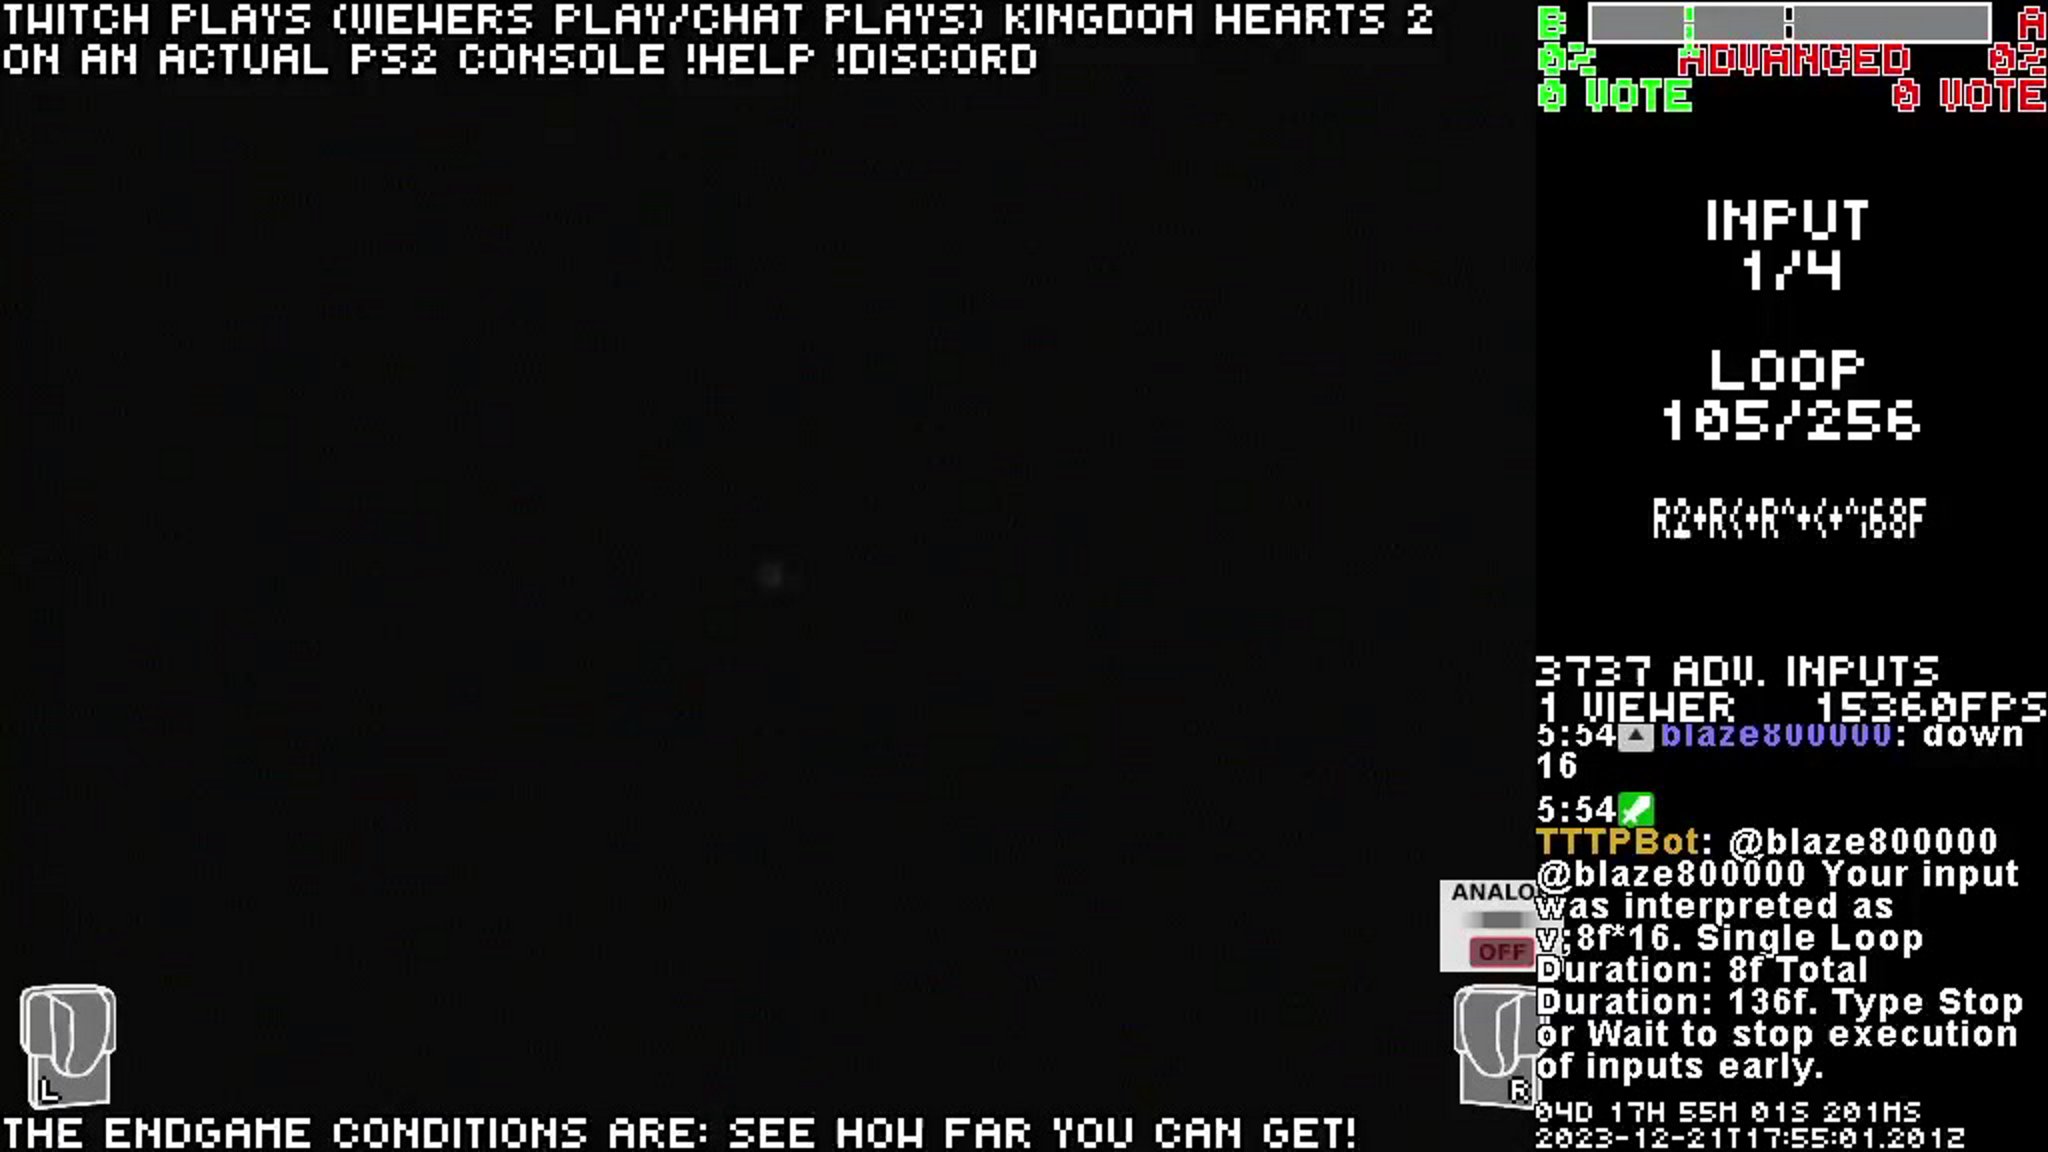 TWITCH PLAYS (VIEWERS PLAY/CHAT PLAYS) KINGDOM HEARTS 2
ON AN ACTUAL PS2 CONSOLE !HELP !DISCORD
B A
0% ADVANCED 0%
0 VOTE 0 VOTE
INPUT
1/4
LOOP
105/256
R2+R<+R^+<+^;68F
3737 ADV. INPUTS
1 VIEWER 15360FPS
5:54 blaze800000: down
16
5:54
TTTPBot: @blaze800000
@blaze800000 Your input
was interpreted as
v;8f*16. Single Loop
Duration: 8f Total
Duration: 136f. Type Stop
or Wait to stop execution
of inputs early.
04D 17H 55M 01S 201MS
2023-12-21T17:55:01.201Z
ANALO
OFF
L
R
THE ENDGAME CONDITIONS ARE: SEE HOW FAR YOU CAN GET!